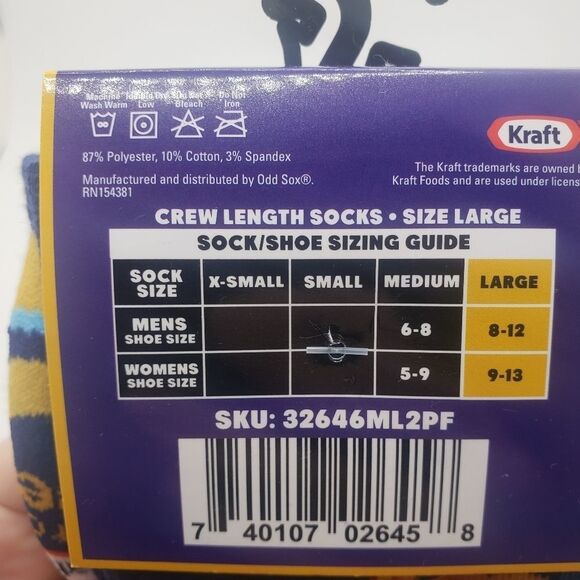 Machine Wash Warm
Tumble Dry Low
Do Not Bleach
Do Not Iron
Kraft
87% Polyester, 10% Cotton, 3% Spandex
The Kraft trademarks are owned
Manufactured and distributed by Odd Sox®.
Kraft Foods and are used under
RN154381
CREW LENGTH SOCKS • SIZE LARGE
SOCK/SHOE SIZING GUIDE
SOCK SIZE X-SMALL SMALL MEDIUM LARGE
MENS SHOE SIZE 6-8 8-12
WOMENS SHOE SIZE 5-9 9-13
SKU: 32646ML2PF
7 40107 02645 8